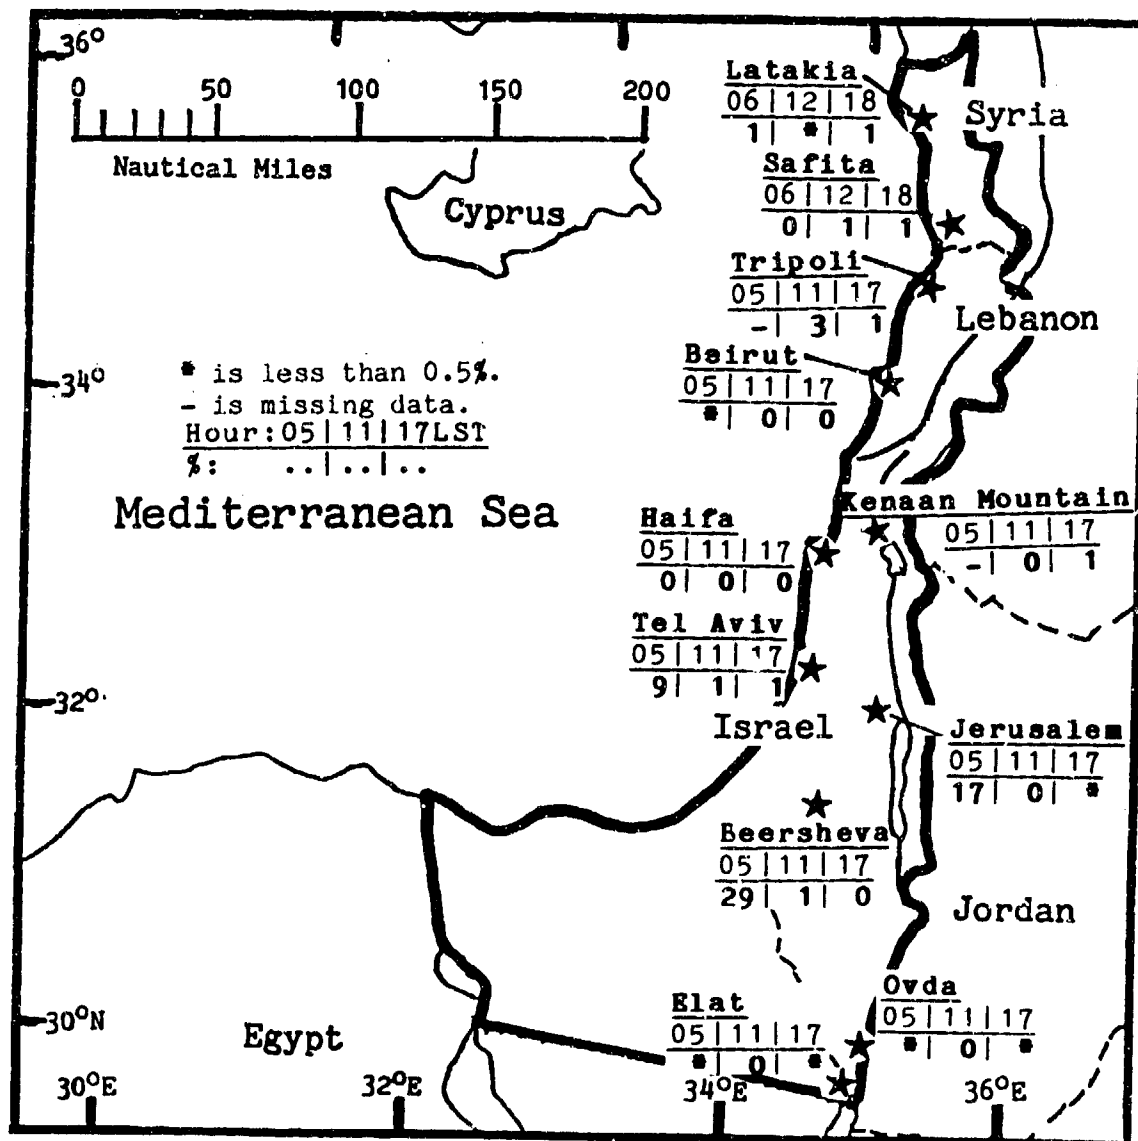 36°
0 50 100 150 200
Nautical Miles
Cyprus
Latakia
06|12|18
1| *| 1
Syria
Safita
06|12|18
0| 1| 1
Tripoli
05|11|17
-| 3| 1
Lebanon
Beirut
05|11|17
*| 0| 0
34°
* is less than 0.5%.
- is missing data.
Hour:05|11|17LST
%: ..|..|..
Mediterranean Sea
Kenaan Mountain
05|11|17
-| 0| 1
Haifa
05|11|17
0| 0| 0
Tel Aviv
05|11|17
9| 1| 1
32°
Israel
Jerusalem
05|11|17
17| 0| *
Beersheva
05|11|17
29| 1| 0
Jordan
Ovda
05|11|17
*| 0| *
Elat
05|11|17
*| 0| *
30°N
Egypt
30°E 32°E 34°E 36°E